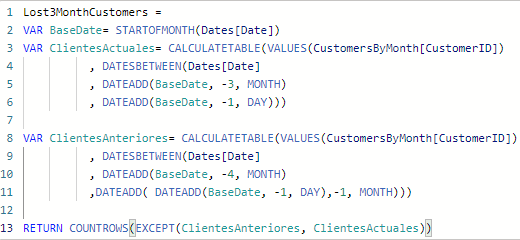 1 Lost3MonthCustomers =
2 VAR BaseDate= STARTOFMONTH(Dates[Date])
3 VAR ClientesActuales= CALCULATETABLE(VALUES(CustomersByMonth[CustomerID])
4 , DATESBETWEEN(Dates[Date]
5 , DATEADD(BaseDate, -3, MONTH)
6 , DATEADD(BaseDate, -1, DAY)))
7
8 VAR ClientesAnteriores= CALCULATETABLE(VALUES(CustomersByMonth[CustomerID])
9 , DATESBETWEEN(Dates[Date]
10 , DATEADD(BaseDate, -4, MONTH)
11 ,DATEADD( DATEADD(BaseDate, -1, DAY),-1, MONTH)))
12
13 RETURN COUNTROWS(EXCEPT(ClientesAnteriores, ClientesActuales))